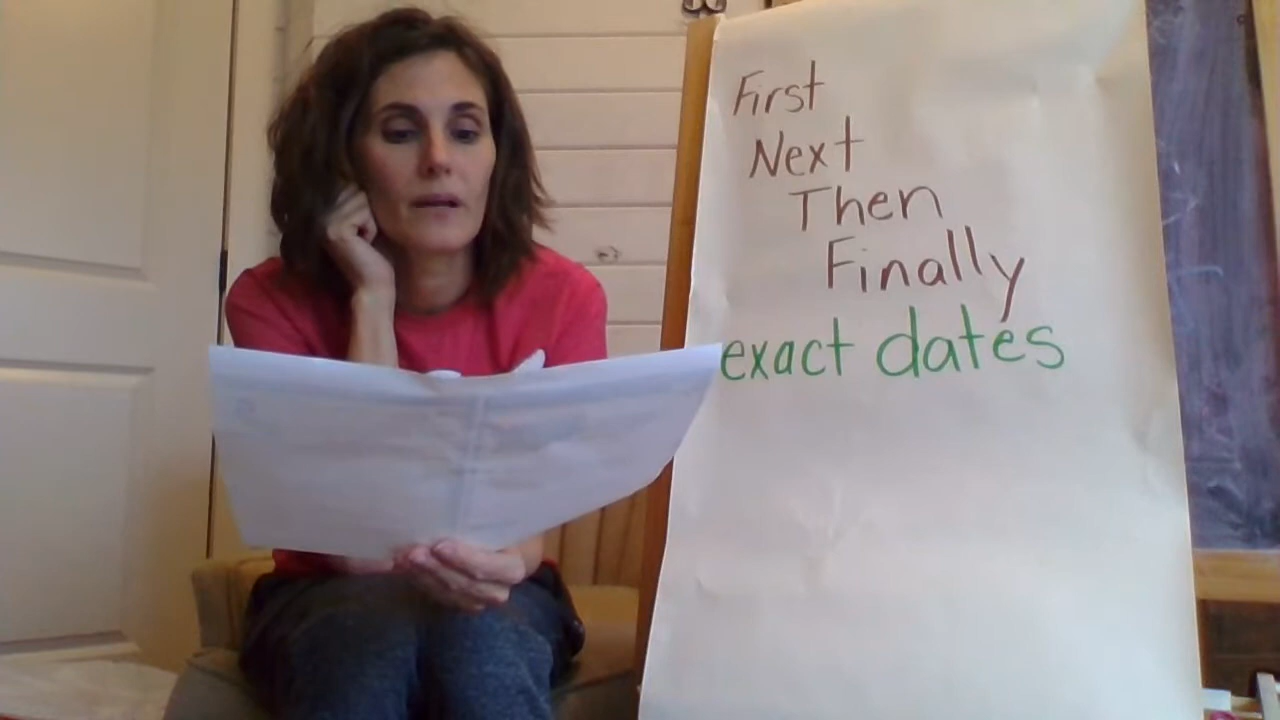 First
Next
Then
Finally
exact dates